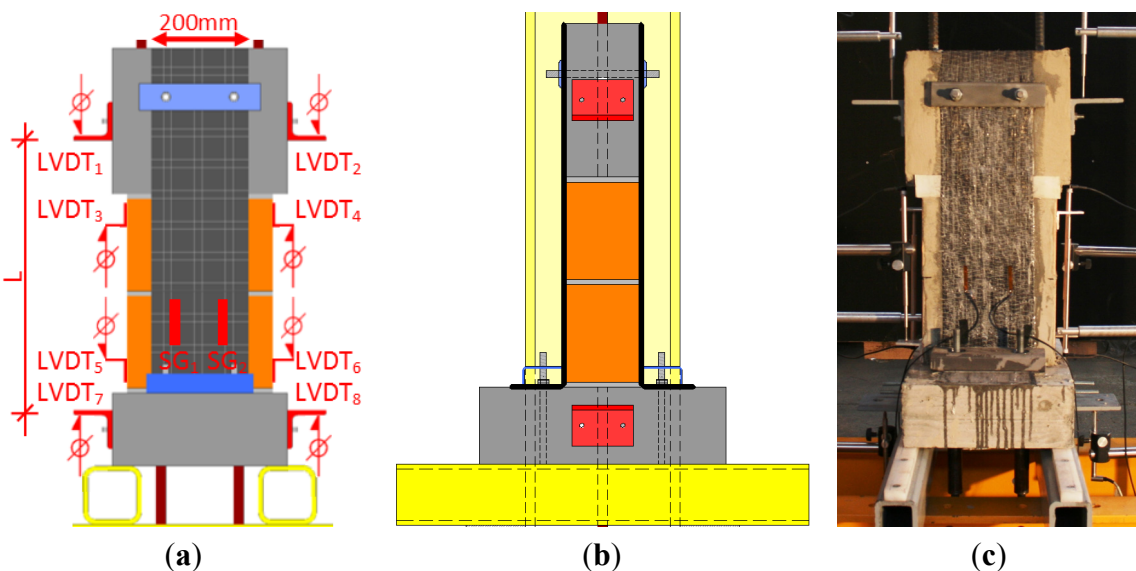 200mm
LVDT₁ LVDT₂
LVDT₃ LVDT₄
L
LVDT₅ SG₁ SG₂ LVDT₆
LVDT₇ LVDT₈
(a) (b) (c)